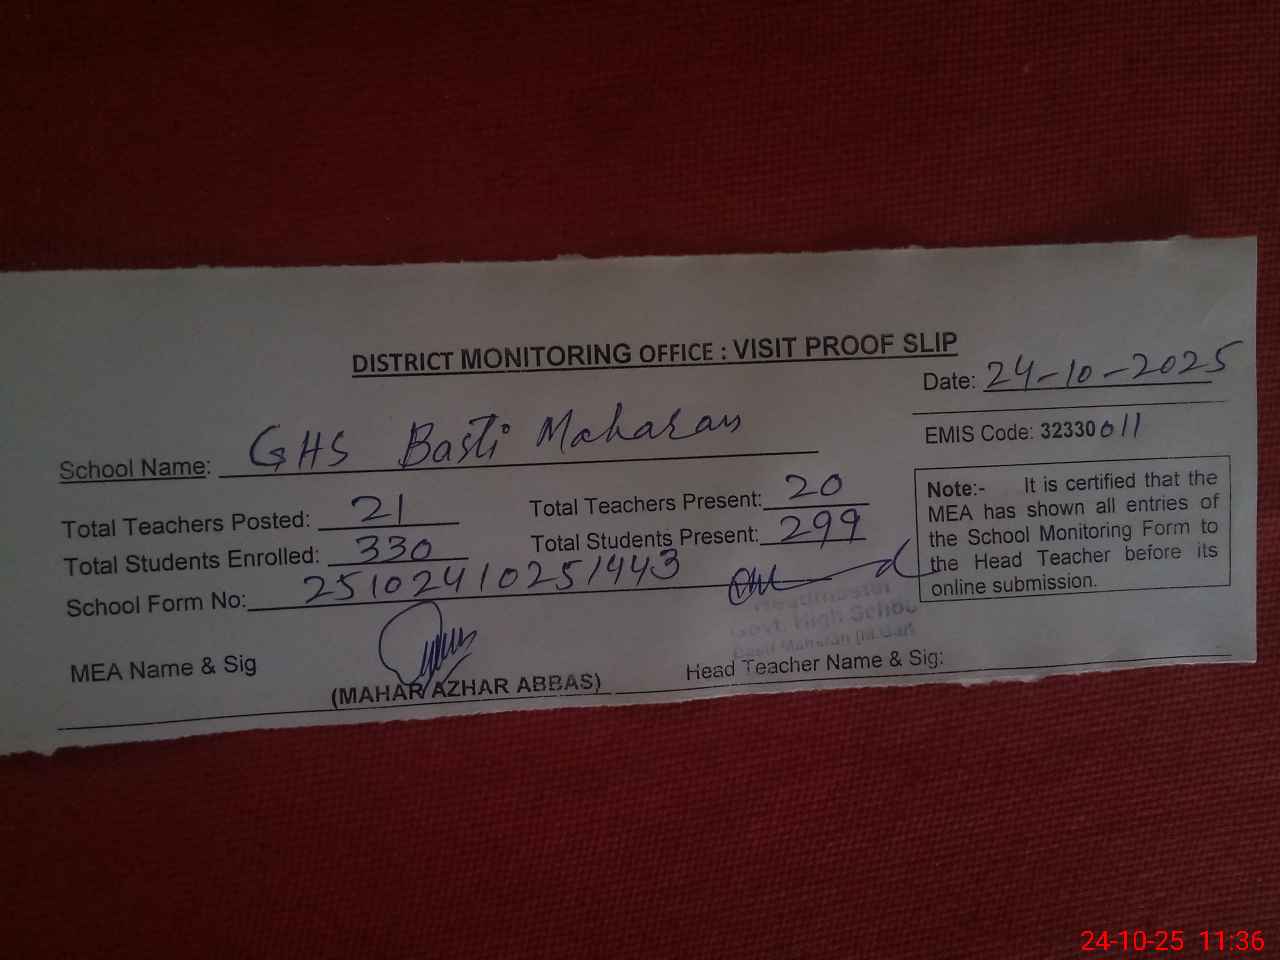 DISTRICT MONITORING OFFICE : VISIT PROOF SLIP
Date: 24-10-2025
School Name: GHS Basti Maharan
EMIS Code: 32330011
Total Teachers Posted: 21
Total Teachers Present: 20
Total Students Enrolled: 330
Total Students Present: 299
School Form No: 25102410251443
Note:- It is certified that the
MEA has shown all entries of
the School Monitoring Form to
the Head Teacher before its
online submission.
Headmaster
Govt. High School
Basti Maharan
MEA Name & Sig
(MAHAR AZHAR ABBAS)
Head Teacher Name & Sig:
24-10-25 11:36